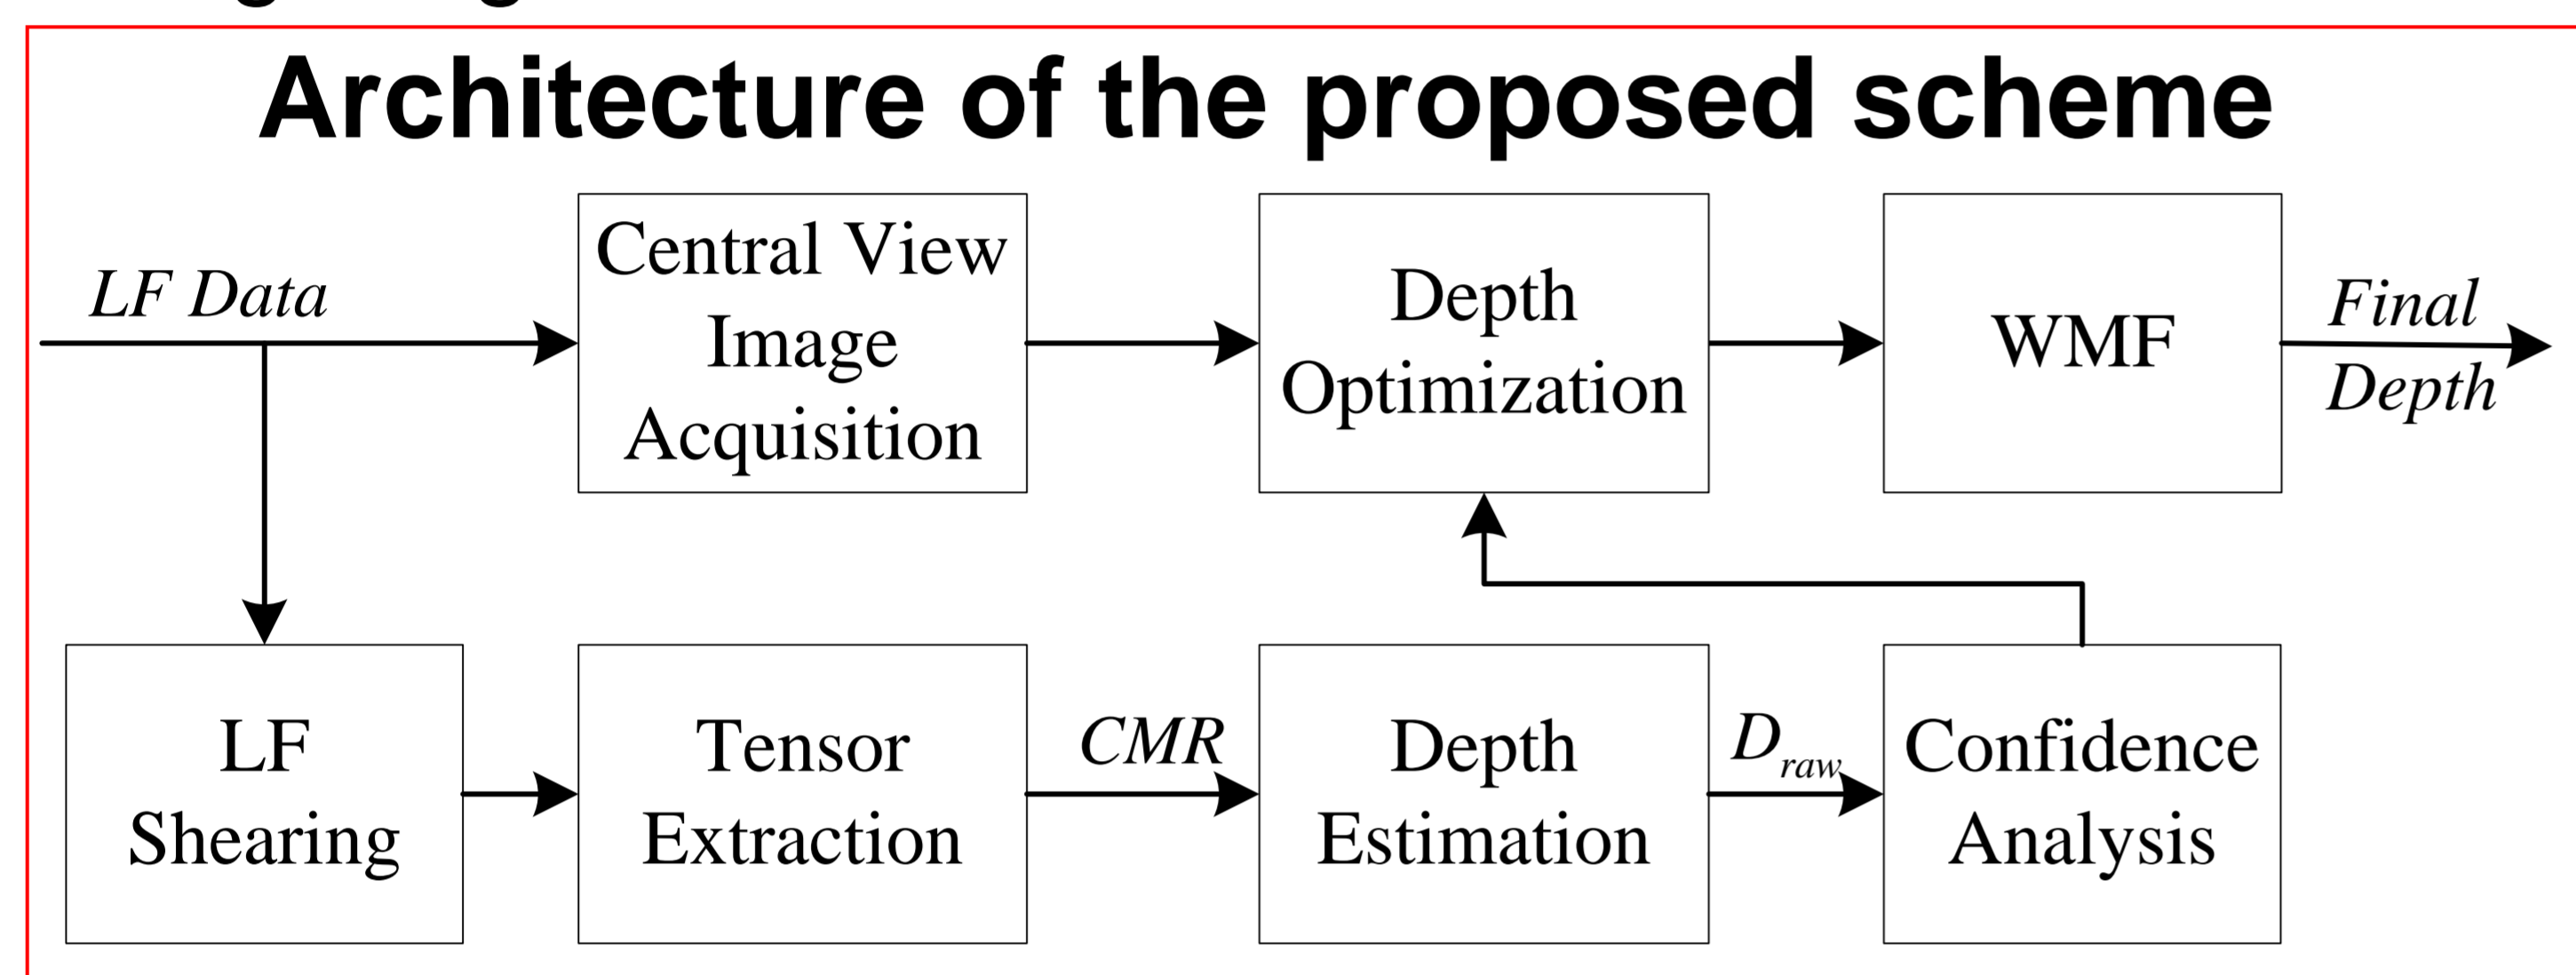 Architecture of the proposed scheme
LF Data
Central View
Image
Acquisition
Depth
Optimization
WMF
Final
Depth
LF
Shearing
Tensor
Extraction
CMR
Depth
Estimation
D_raw
Confidence
Analysis